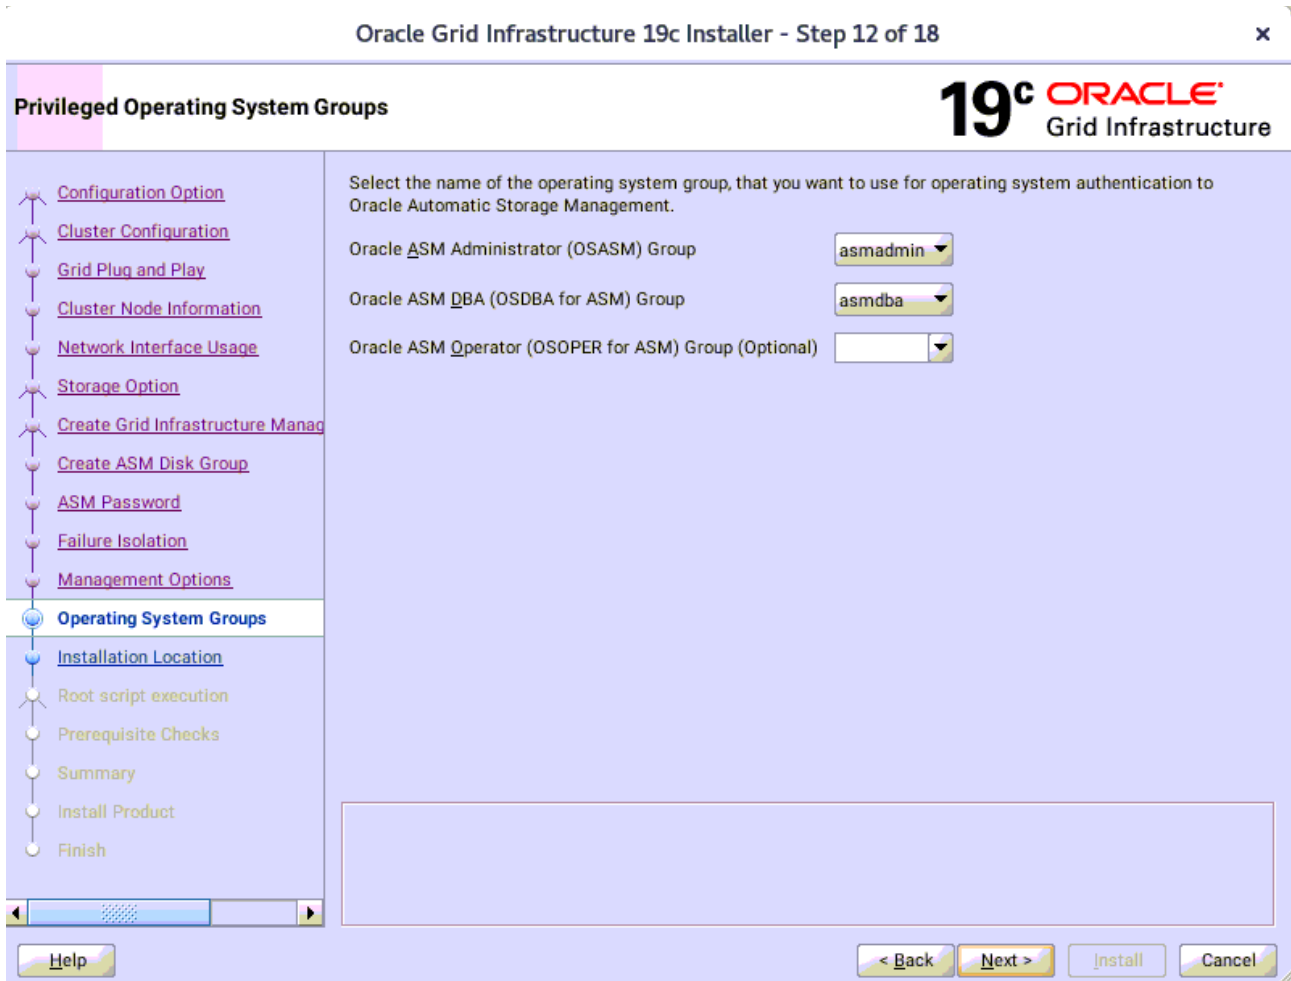 Oracle Grid Infrastructure 19c Installer - Step 12 of 18
Privileged Operating System Groups
19c ORACLE
Grid Infrastructure
Configuration Option
Cluster Configuration
Grid Plug and Play
Cluster Node Information
Network Interface Usage
Storage Option
Create Grid Infrastructure Manag
Create ASM Disk Group
ASM Password
Failure Isolation
Management Options
Operating System Groups
Installation Location
Root script execution
Prerequisite Checks
Summary
Install Product
Finish
Select the name of the operating system group, that you want to use for operating system authentication to
Oracle Automatic Storage Management.
Oracle ASM Administrator (OSASM) Group asmadmin
Oracle ASM DBA (OSDBA for ASM) Group asmdba
Oracle ASM Operator (OSOPER for ASM) Group (Optional)
Help < Back Next > Install Cancel